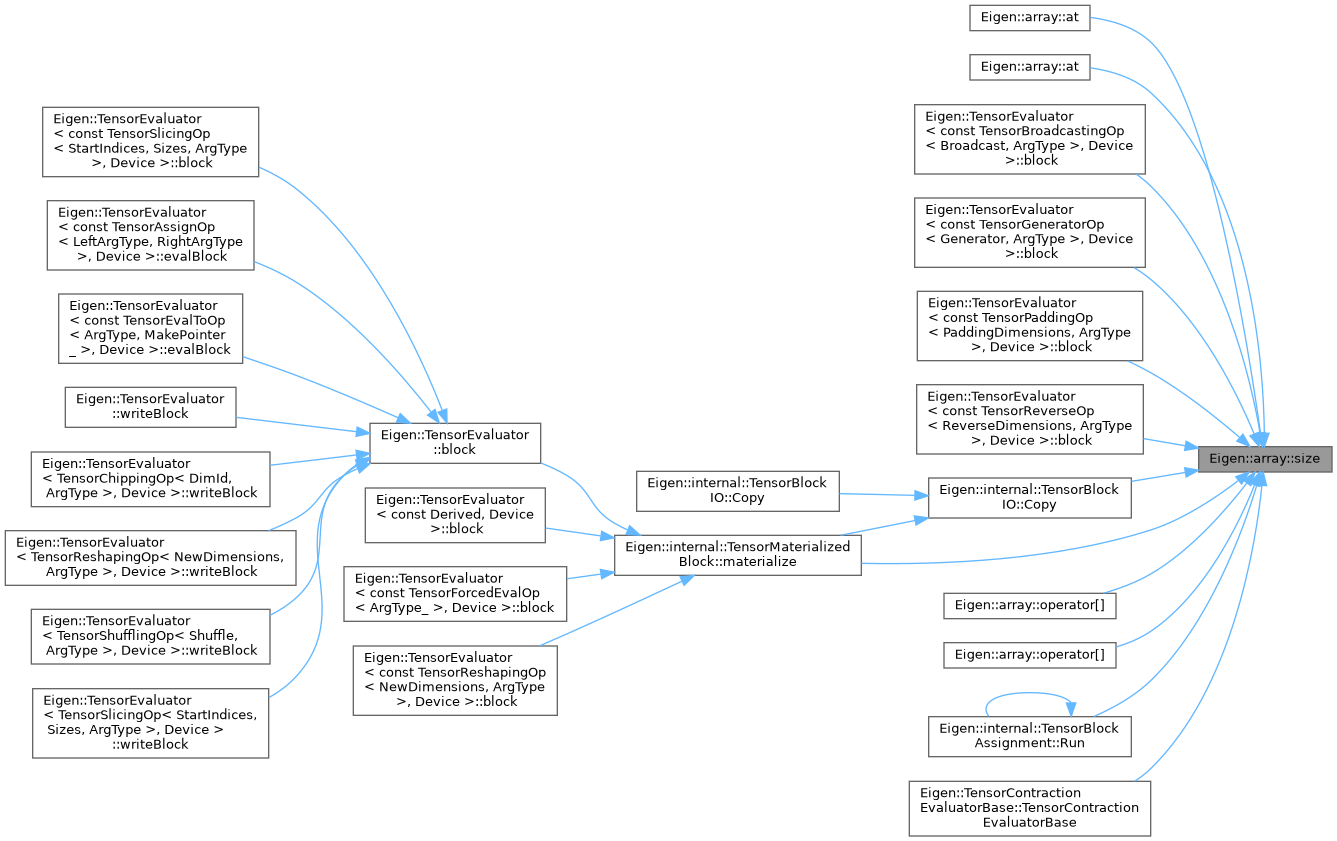 Eigen::array::at
Eigen::array::at
Eigen::TensorEvaluator
< const TensorBroadcastingOp
< Broadcast, ArgType >, Device
>::block
Eigen::TensorEvaluator
< const TensorGeneratorOp
< Generator, ArgType >, Device
>::block
Eigen::TensorEvaluator
< const TensorPaddingOp
< PaddingDimensions, ArgType
>, Device >::block
Eigen::TensorEvaluator
< const TensorReverseOp
< ReverseDimensions, ArgType
>, Device >::block
Eigen::array::size
Eigen::internal::TensorBlock
IO::Copy
Eigen::internal::TensorBlock
IO::Copy
Eigen::internal::TensorMaterialized
Block::materialize
Eigen::array::operator[]
Eigen::array::operator[]
Eigen::internal::TensorBlock
Assignment::Run
Eigen::TensorContraction
EvaluatorBase::TensorContraction
EvaluatorBase
Eigen::TensorEvaluator
::block
Eigen::TensorEvaluator
< const Derived, Device
>::block
Eigen::TensorEvaluator
< const TensorForcedEvalOp
< ArgType_ >, Device >::block
Eigen::TensorEvaluator
< const TensorReshapingOp
< NewDimensions, ArgType
>, Device >::block
Eigen::TensorEvaluator
< const TensorSlicingOp
< StartIndices, Sizes, ArgType
>, Device >::block
Eigen::TensorEvaluator
< const TensorAssignOp
< LeftArgType, RightArgType
>, Device >::evalBlock
Eigen::TensorEvaluator
< const TensorEvalToOp
< ArgType, MakePointer
_ >, Device >::evalBlock
Eigen::TensorEvaluator
::writeBlock
Eigen::TensorEvaluator
< TensorChippingOp< DimId,
ArgType >, Device >::writeBlock
Eigen::TensorEvaluator
< TensorReshapingOp< NewDimensions,
ArgType >, Device >::writeBlock
Eigen::TensorEvaluator
< TensorShufflingOp< Shuffle,
ArgType >, Device >::writeBlock
Eigen::TensorEvaluator
< TensorSlicingOp< StartIndices,
Sizes, ArgType >, Device >
::writeBlock